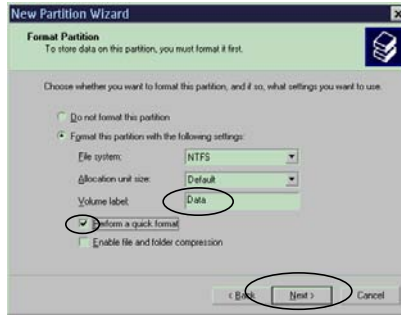 New Partition Wizard
Format Partition
To store data on this partition, you must format it first.
Choose whether you want to format this partition, and if so, what settings you want to use.
Do not format this partition
Format this partition with the following settings:
File system: NTFS
Allocation unit size: Default
Volume label: Data
Perform a quick format
Enable file and folder compression
< Back Next > Cancel